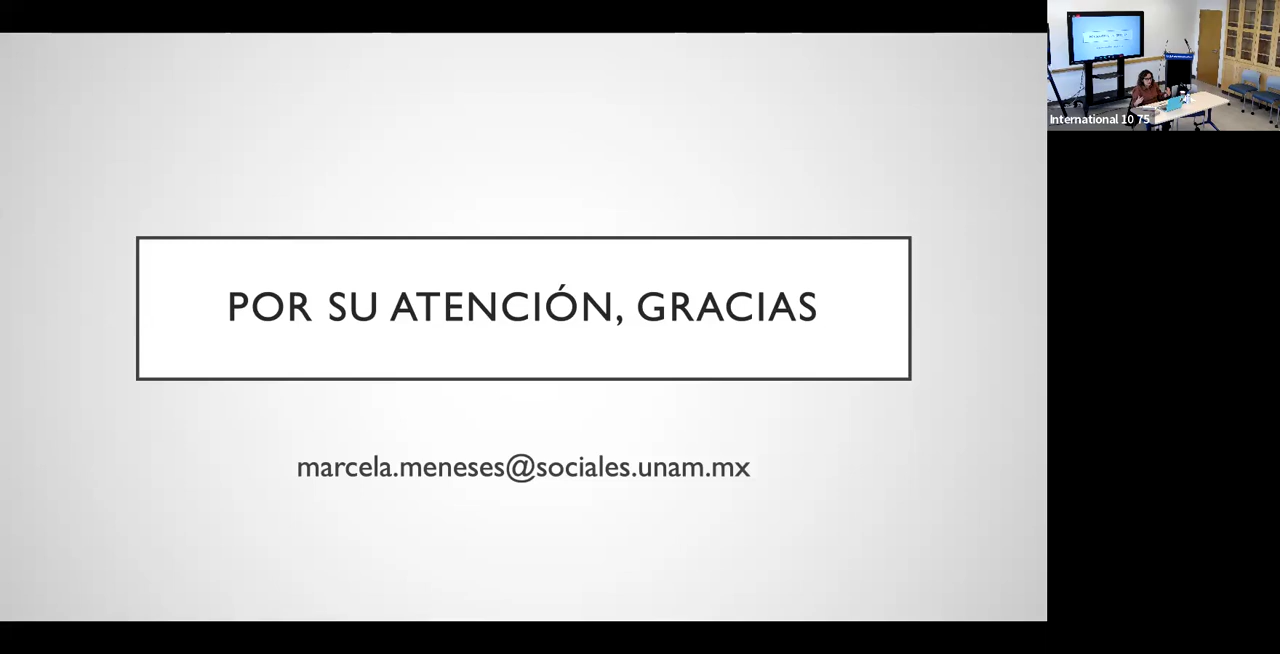 POR SU ATENCIÓN, GRACIAS
marcela.meneses@sociales.unam.mx
International 10 75